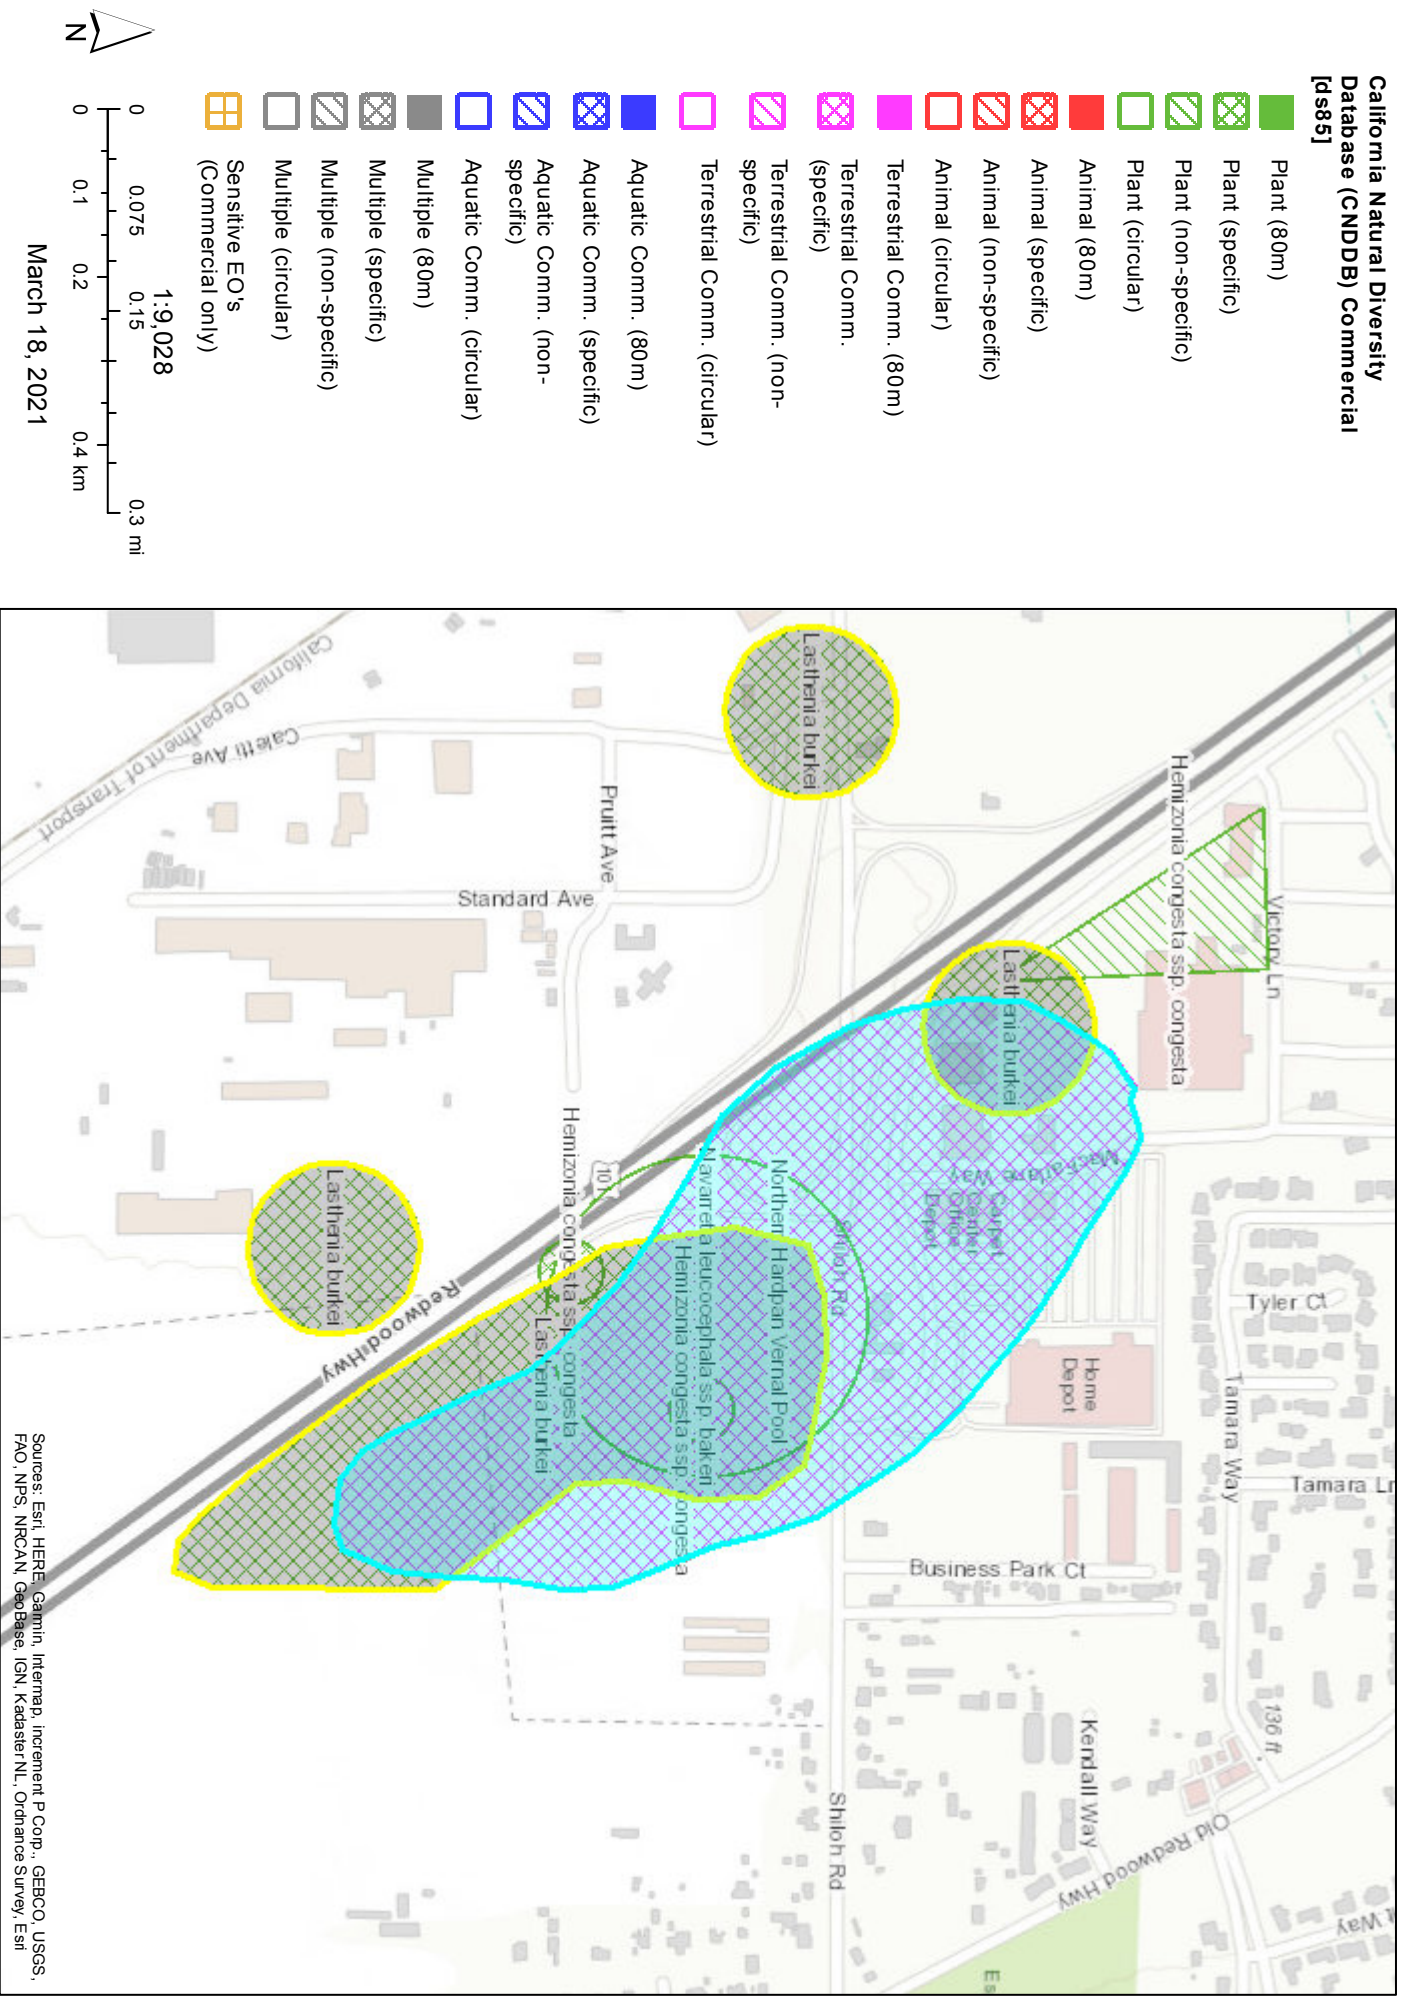 California Natural Diversity
Database (CNDDB) Commercial
[ds85]
Plant (80m)
Plant (specific)
Plant (non-specific)
Plant (circular)
Animal (80m)
Animal (specific)
Animal (non-specific)
Animal (circular)
Terrestrial Comm. (80m)
Terrestrial Comm.
(specific)
Terrestrial Comm. (non-
specific)
Terrestrial Comm. (circular)
Aquatic Comm. (80m)
Aquatic Comm. (specific)
Aquatic Comm. (non-
specific)
Aquatic Comm. (circular)
Multiple (80m)
Multiple (specific)
Multiple (non-specific)
Multiple (circular)
Sensitive EO's
(Commercial only)
1:9,028
0 0.075 0.15 0.3 mi
0 0.1 0.2 0.4 km
March 18, 2021
N
Hemizonia congesta ssp. congesta
Victory Ln
Lasthenia burkei
Lasthenia burkei
MacFarlane Way
Carpet
Center
Office
Depot
Tyler Ct
Tamara Way
Tamara Ln
Home
Depot
Business Park Ct
136 ft
Kendall Way
Old Redwood Hwy
t Way
Es
Shiloh Rd
Shiloh Rd
Northern Hardpan Vernal Pool
Navarretia leucocephala ssp. bakeri
Hemizonia congesta ssp. congesta
Hemizonia congesta ssp. congesta
Lasthenia burkei
101
Pruitt Ave
Standard Ave
Caletti Ave
California Department of Transport
Lasthenia burkei
Redwood Hwy
Sources: Esri, HERE, Garmin, Intermap, increment P Corp., GEBCO, USGS,
FAO, NPS, NRCAN, GeoBase, IGN, Kadaster NL, Ordnance Survey, Esri